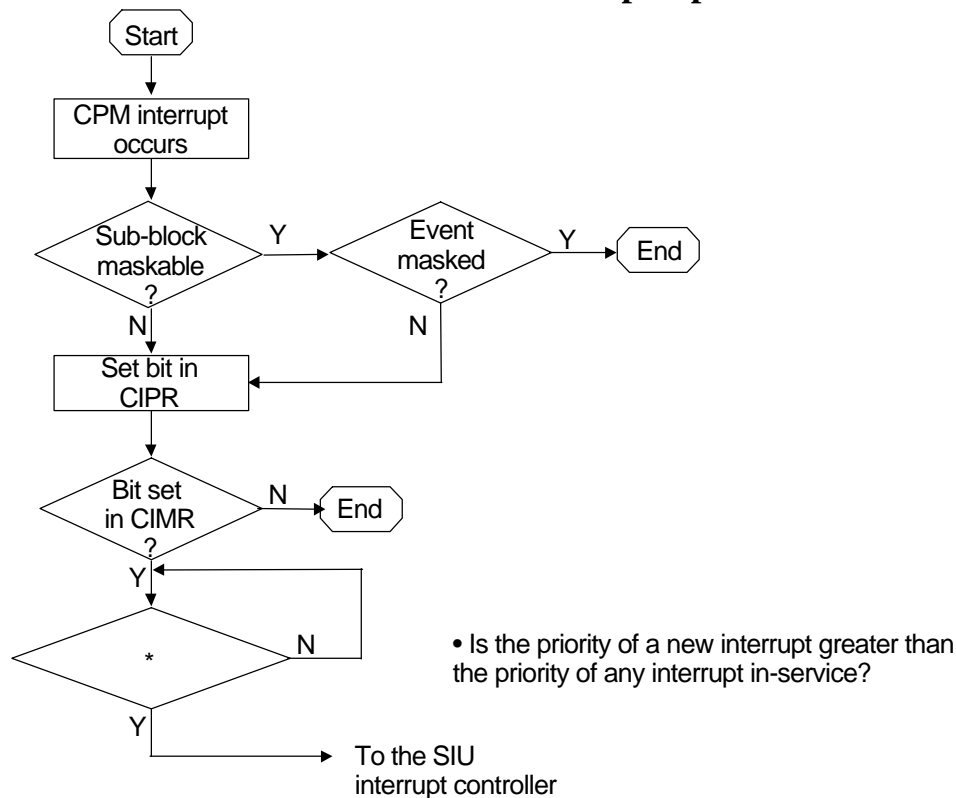 Start
CPM interrupt
occurs
Sub-block
maskable
?
Y
Event
masked
?
Y
End
N
N
Set bit in
CIPR
Bit set
in CIMR
?
N
End
Y
*
N
• Is the priority of a new interrupt greater than
the priority of any interrupt in-service?
Y
To the SIU
interrupt controller